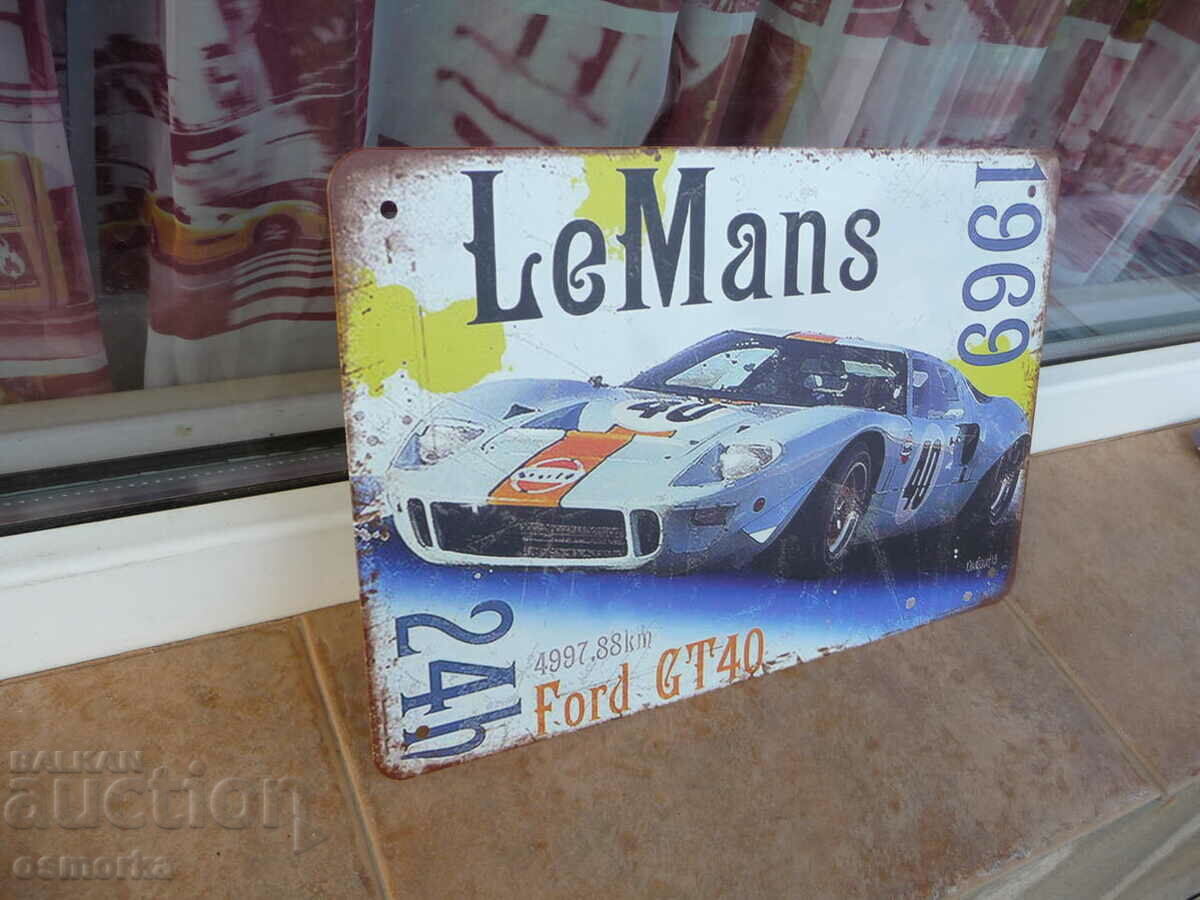 LeMans
1969
40
40
24h
4997,88km
Ford GT40
BALKAN
auction
osmorka